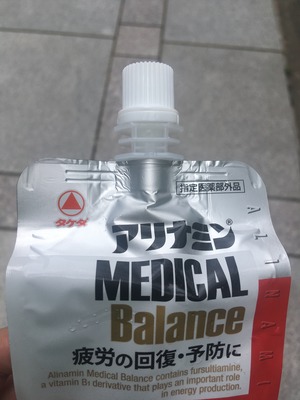 指定医薬部外品
タケダ
アリナミン®
MEDICAL
Balance
疲労の回復・予防に
Alinamin Medical Balance contains fursultiamine,
a vitamin B₁ derivative that plays an important role
in energy production.
ALINAMI